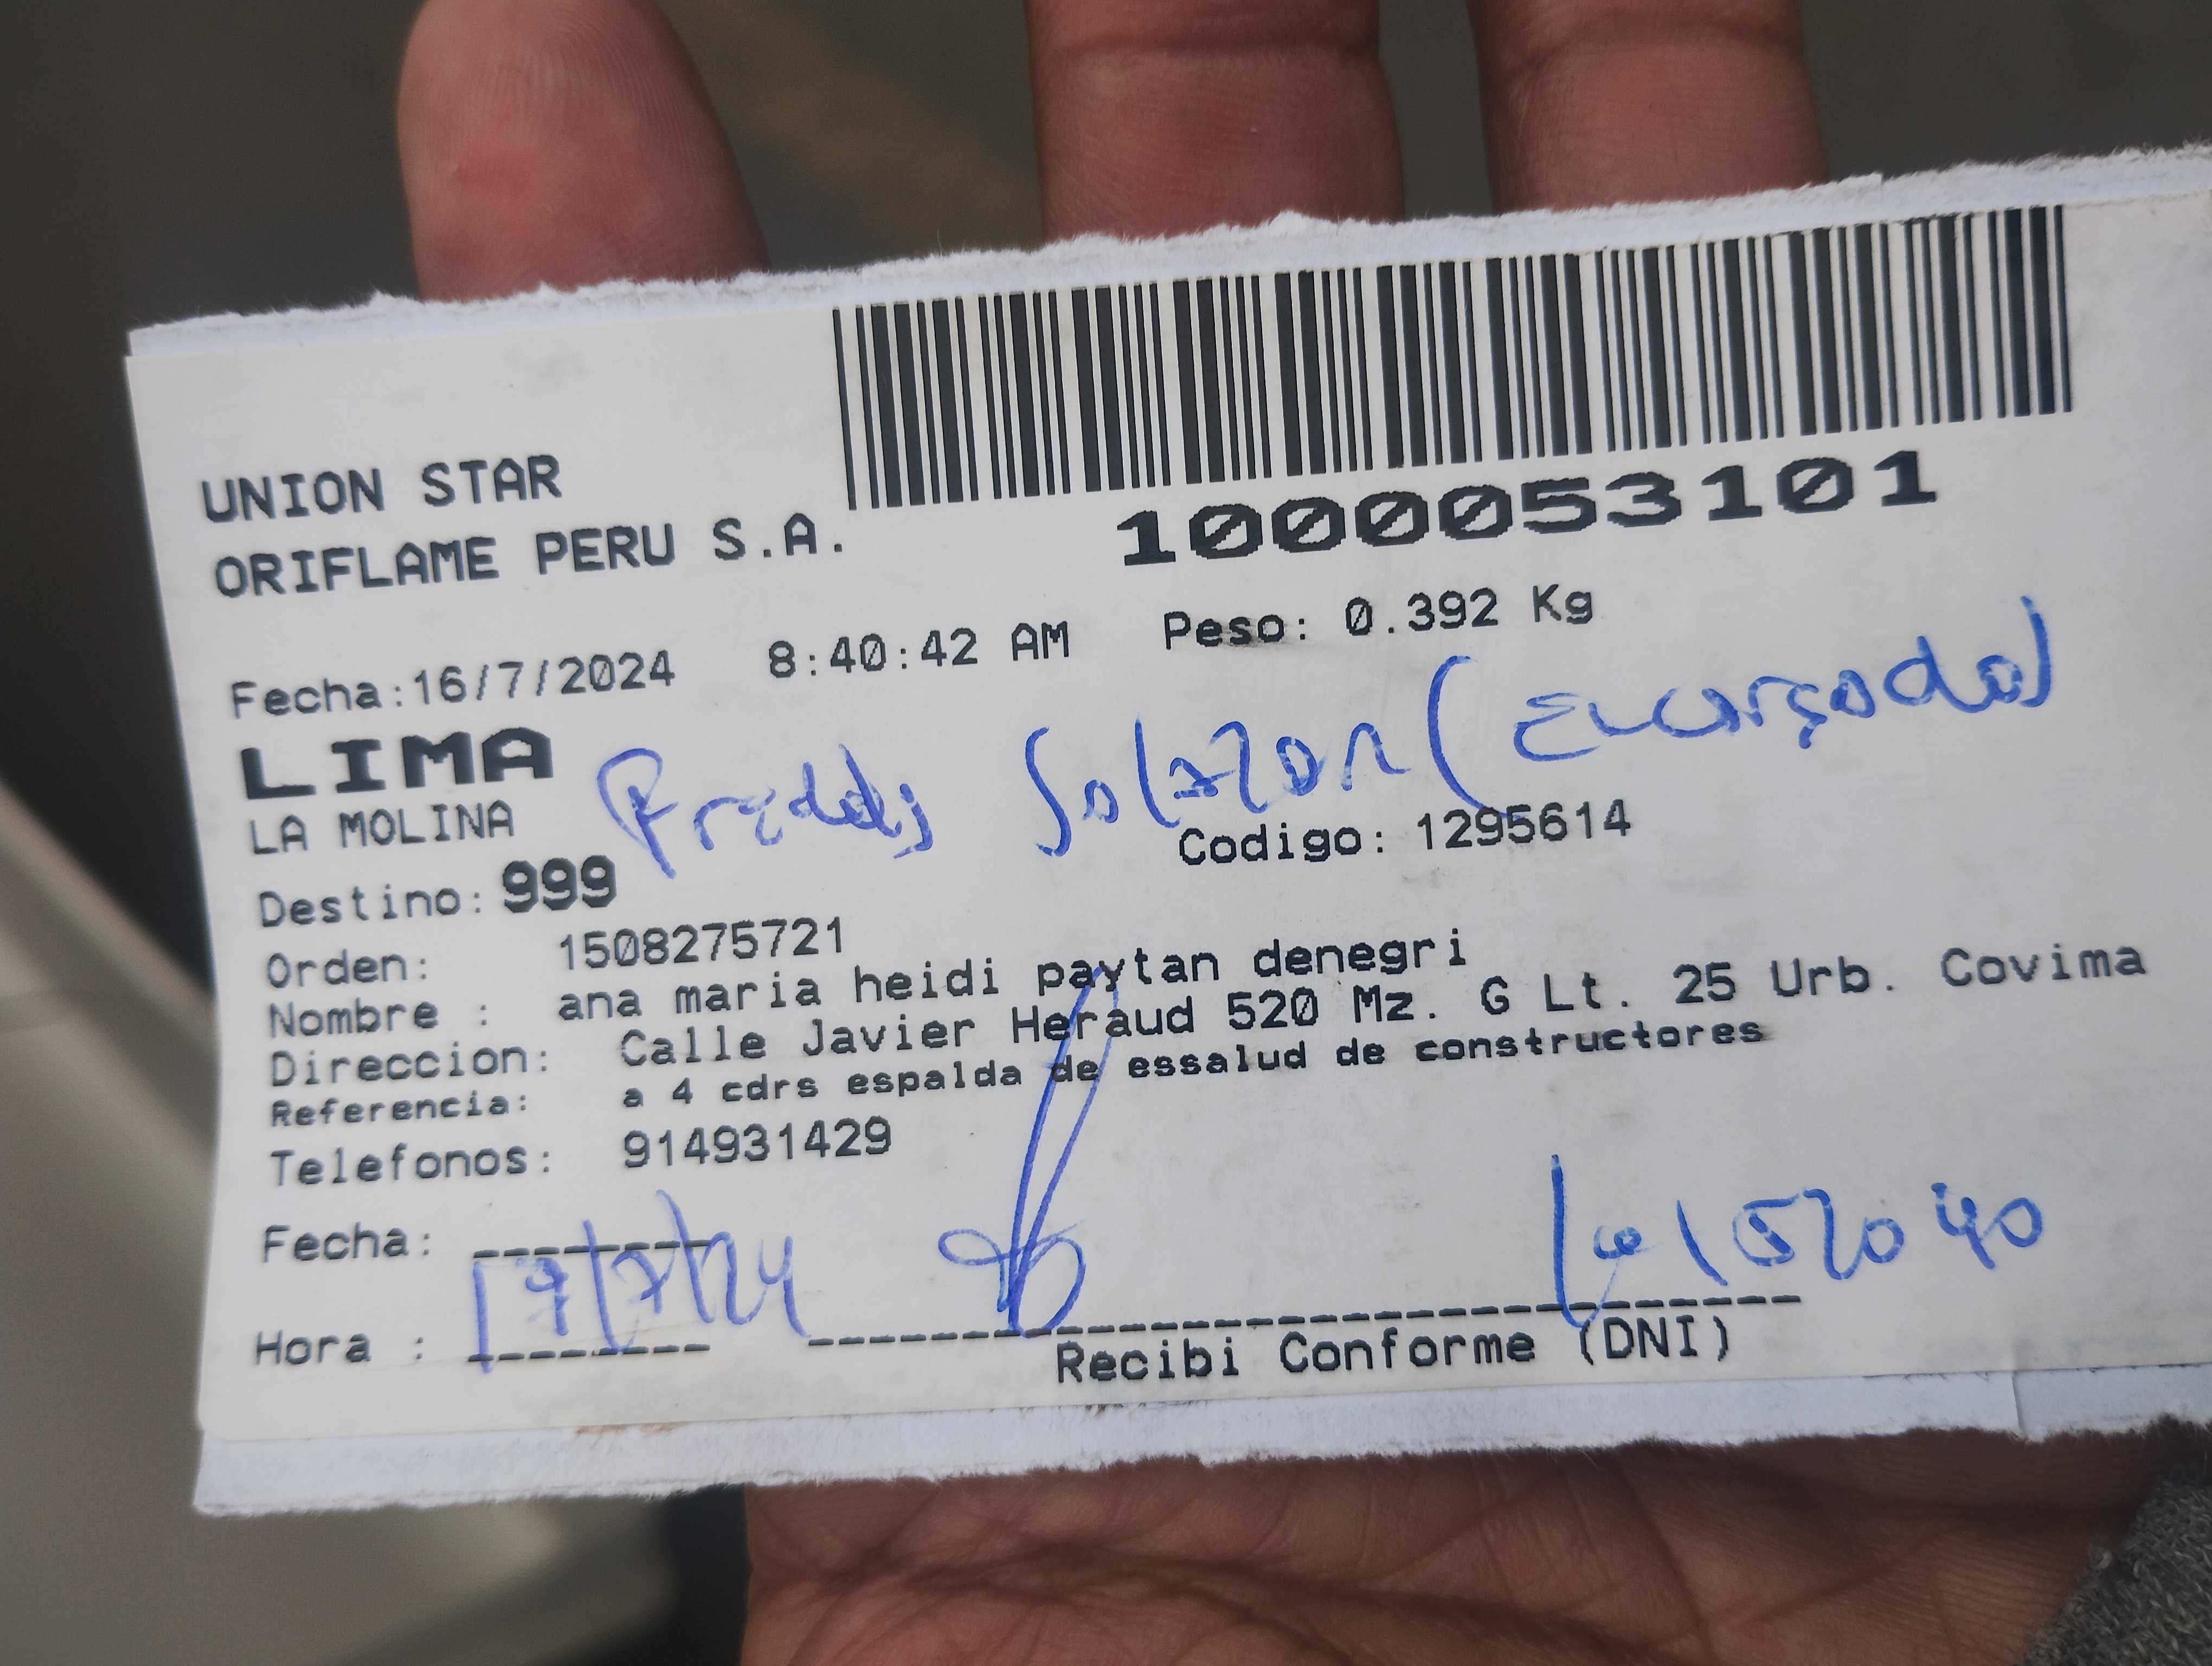 UNION STAR
ORIFLAME PERU S.A.
1000053101
Fecha:16/7/2024 8:40:42 AM Peso: 0.392 Kg
LIMA
Freddy Solazar (Encargado)
LA MOLINA
Codigo: 1295614
Destino: 999
Orden: 1508275721
Nombre : ana maria heidi paytan denegri
Direccion: Calle Javier Heraud 520 Mz. G Lt. 25 Urb. Covima
Referencia: a 4 cdrs espalda de essalud de constructores
Telefonos: 914931429
Fecha:
Hora :
Recibi Conforme (DNI)